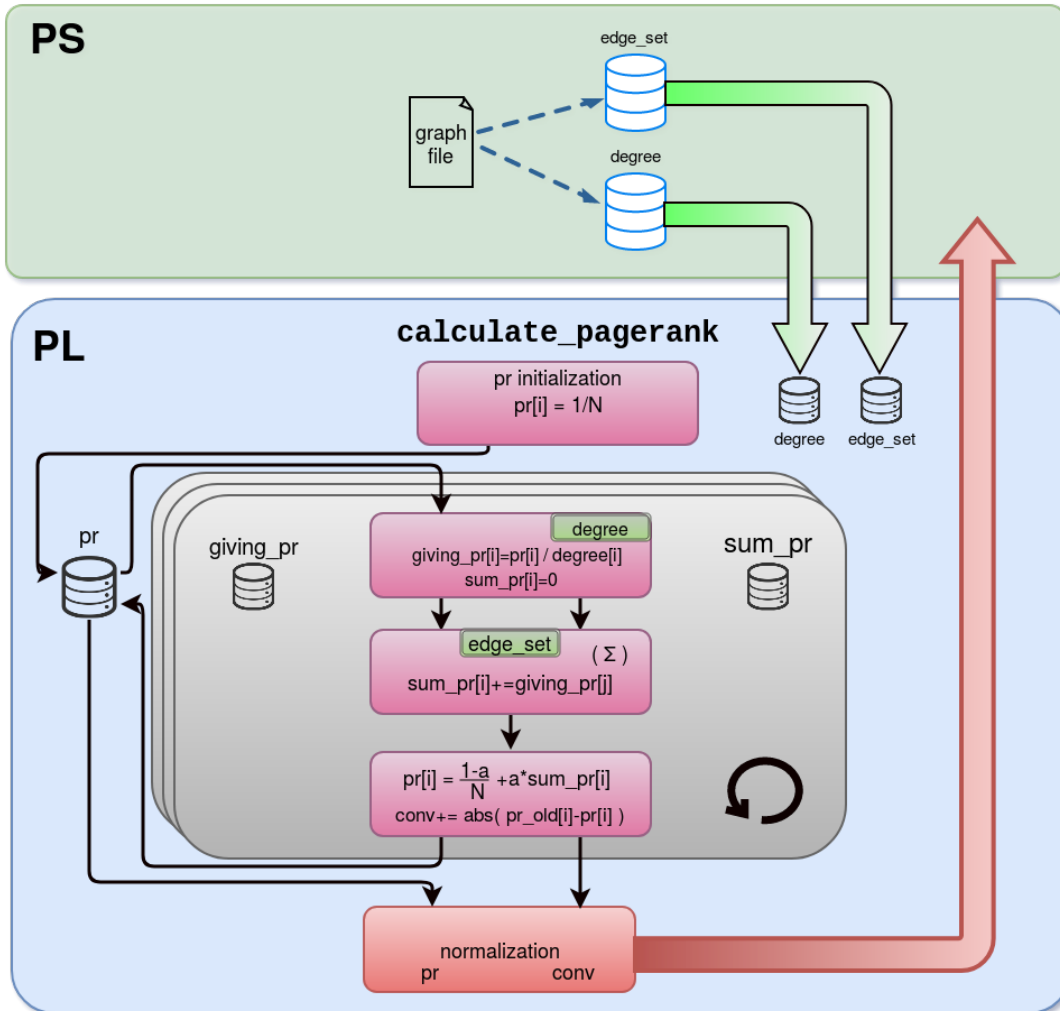 PS
edge_set
graph
file
degree
PL
calculate_pagerank
pr initialization
pr[i] = 1/N
degree
edge_set
pr
giving_pr
sum_pr
degree
giving_pr[i]=pr[i] / degree[i]
sum_pr[i]=0
edge_set
( Σ )
sum_pr[i]+=giving_pr[j]
pr[i] = 1-a/N +a*sum_pr[i]
conv+= abs( pr_old[i]-pr[i] )
normalization
pr conv